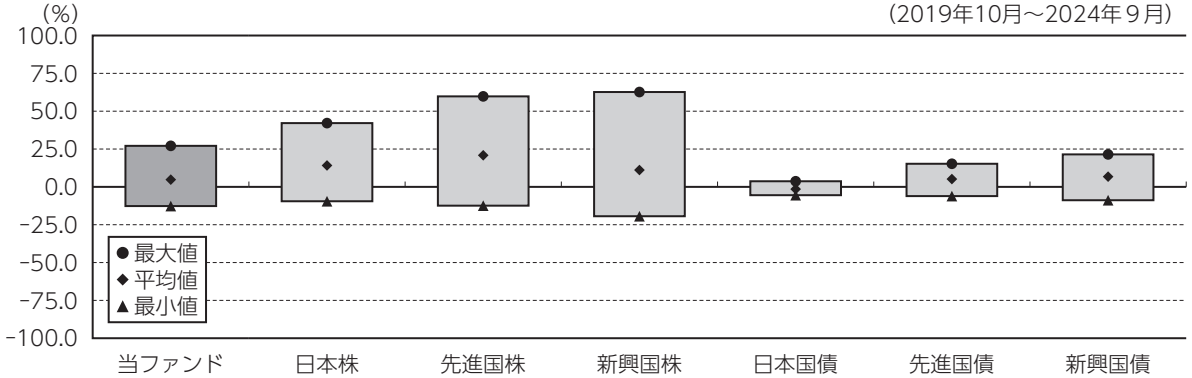 (%)
(2019年10月～2024年9月)
100.0
75.0
50.0
25.0
0.0
-25.0
-50.0
-75.0
-100.0
●最大値
◆平均値
▲最小値
当ファンド 日本株 先進国株 新興国株 日本国債 先進国債 新興国債